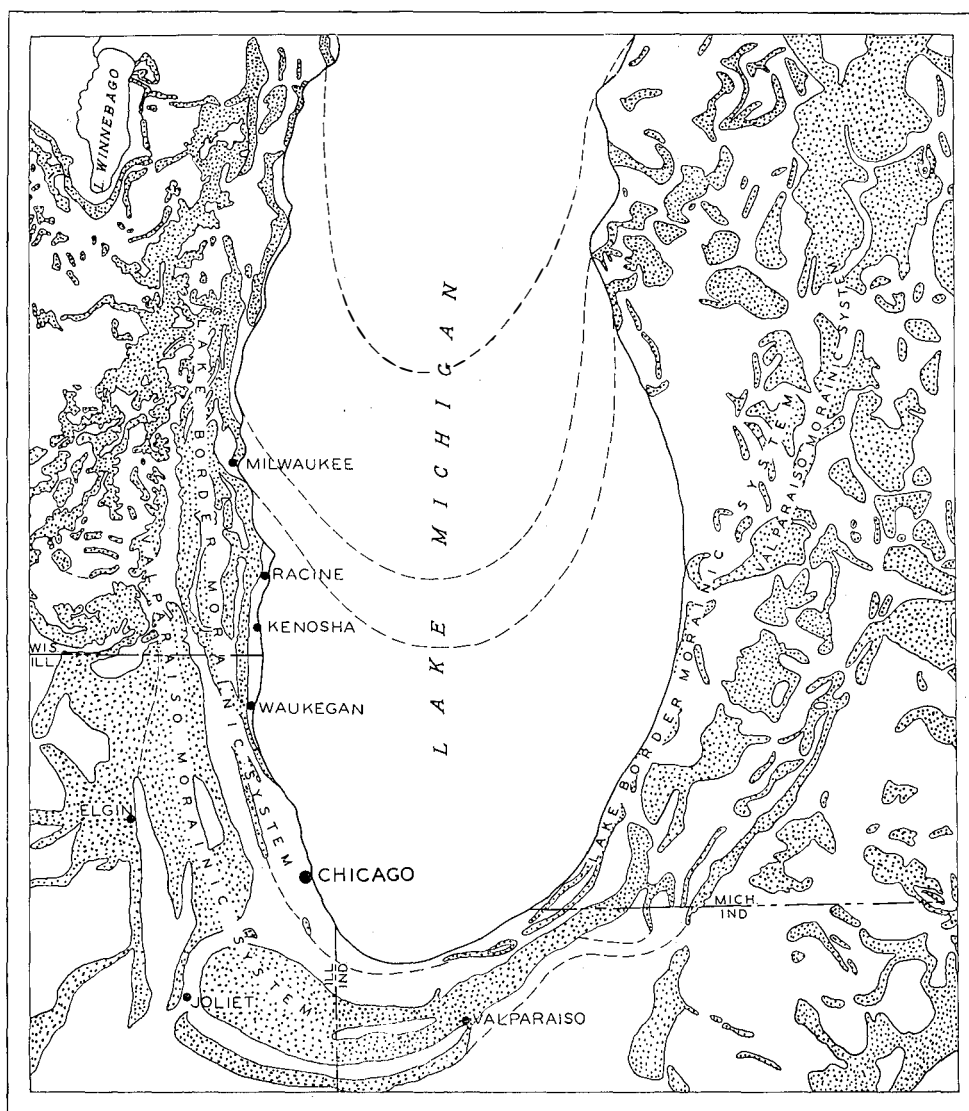 L. WINNEBAGO
LAKE MICHIGAN
LAKE BORDER MORAINIC SYSTEM
VALPARAISO MORAINIC SYSTEM
LAKE BORDER MORAINIC SYSTEM
VALPARAISO MORAINIC SYSTEM
MILWAUKEE
RACINE
KENOSHA
WIS
ILL
WAUKEGAN
ELGIN
CHICAGO
MICH
IND
ILL
IND
JOLIET
VALPARAISO